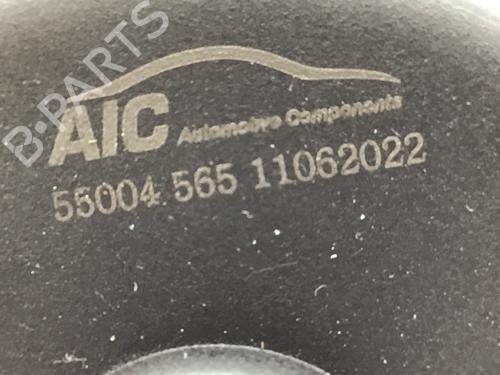 B-PARTS
AIC Automotive Components
55004 565 11062022